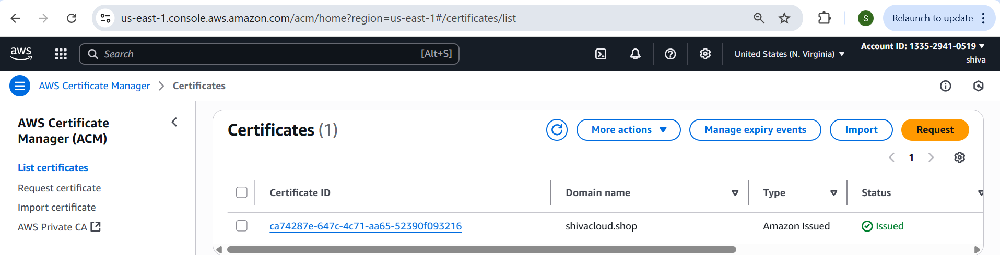 us-east-1.console.aws.amazon.com/acm/home?region=us-east-1#/certificates/list
S
Relaunch to update
aws
Search
[Alt+S]
United States (N. Virginia)
Account ID: 1335-2941-0519
shiva
AWS Certificate Manager
Certificates
AWS Certificate
Manager (ACM)
List certificates
Request certificate
Import certificate
AWS Private CA
Certificates (1)
More actions
Manage expiry events
Import
Request
1
Certificate ID
Domain name
Type
Status
ca74287e-647c-4c71-aa65-52390f093216
shivacloud.shop
Amazon Issued
Issued